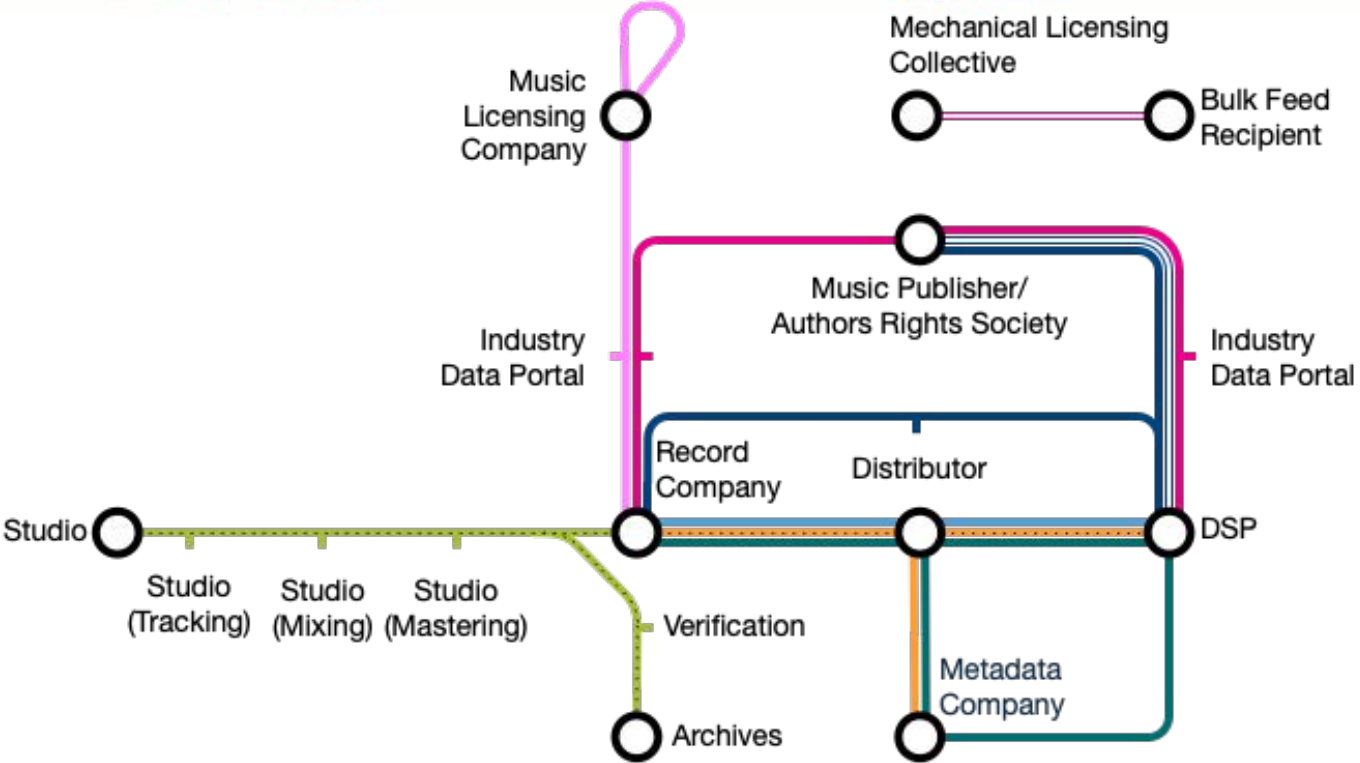 Mechanical Licensing
Collective
Music
Licensing
Company
Bulk Feed
Recipient
Music Publisher/
Authors Rights Society
Industry
Data Portal
Industry
Data Portal
Record
Company
Distributor
Studio
DSP
Studio
(Tracking)
Studio
(Mixing)
Studio
(Mastering)
Verification
Metadata
Company
Archives